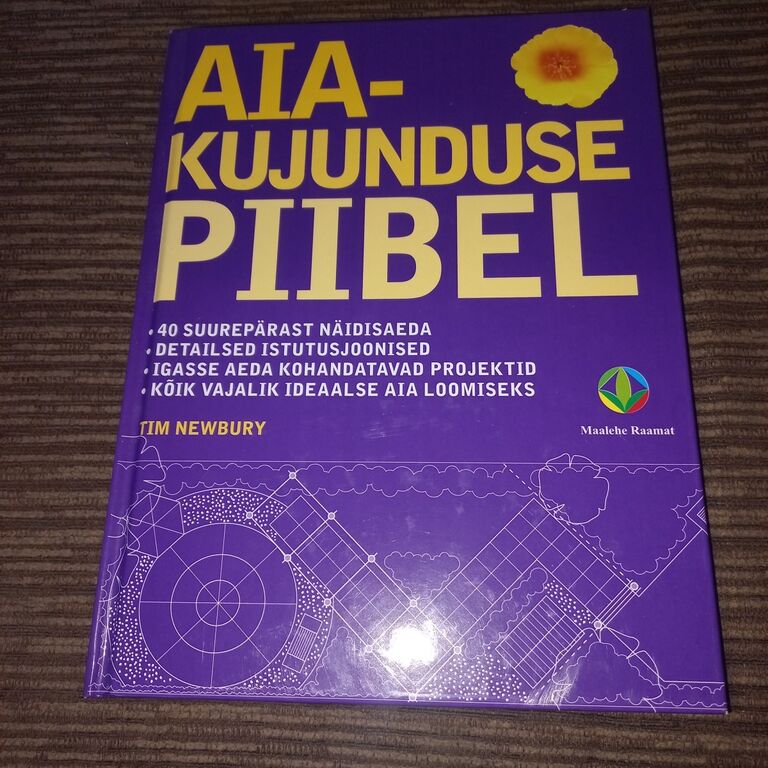 AIA-
KUJUNDUSE
PIIBEL
• 40 SUUREPÄRAST NÄIDISAEDA
• DETAILSED ISTUTUSJOONISED
• IGASSE AEDA KOHANDATAVAD PROJEKTID
• KÕIK VAJALIK IDEAALSE AIA LOOMISEKS
TIM NEWBURY
Maalehe Raamat